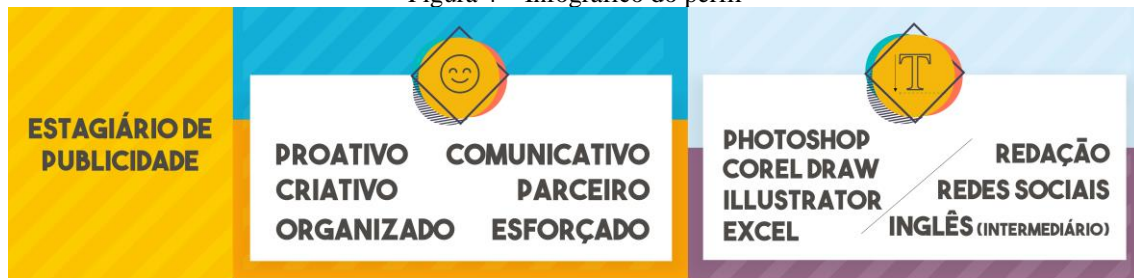 ESTAGIÁRIO DE
PUBLICIDADE
PROATIVO COMUNICATIVO
CRIATIVO PARCEIRO
ORGANIZADO ESFORÇADO
T
PHOTOSHOP
COREL DRAW
ILLUSTRATOR
EXCEL
REDAÇÃO
REDES SOCIAIS
INGLÊS (INTERMEDIÁRIO)